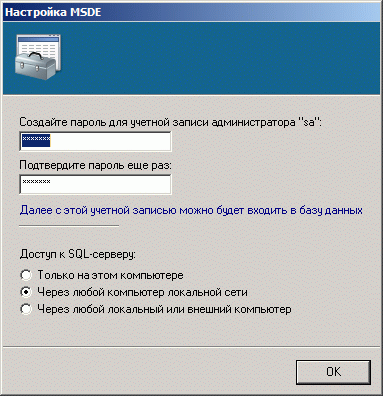 Настройка MSDE
Создайте пароль для учетной записи администратора "sa":
*******
Подтвердите пароль еще раз:
*******
Далее с этой учетной записью можно будет входить в базу данных
Доступ к SQL-серверу:
Только на этом компьютере
Через любой компьютер локальной сети
Через любой локальный или внешний компьютер
OK